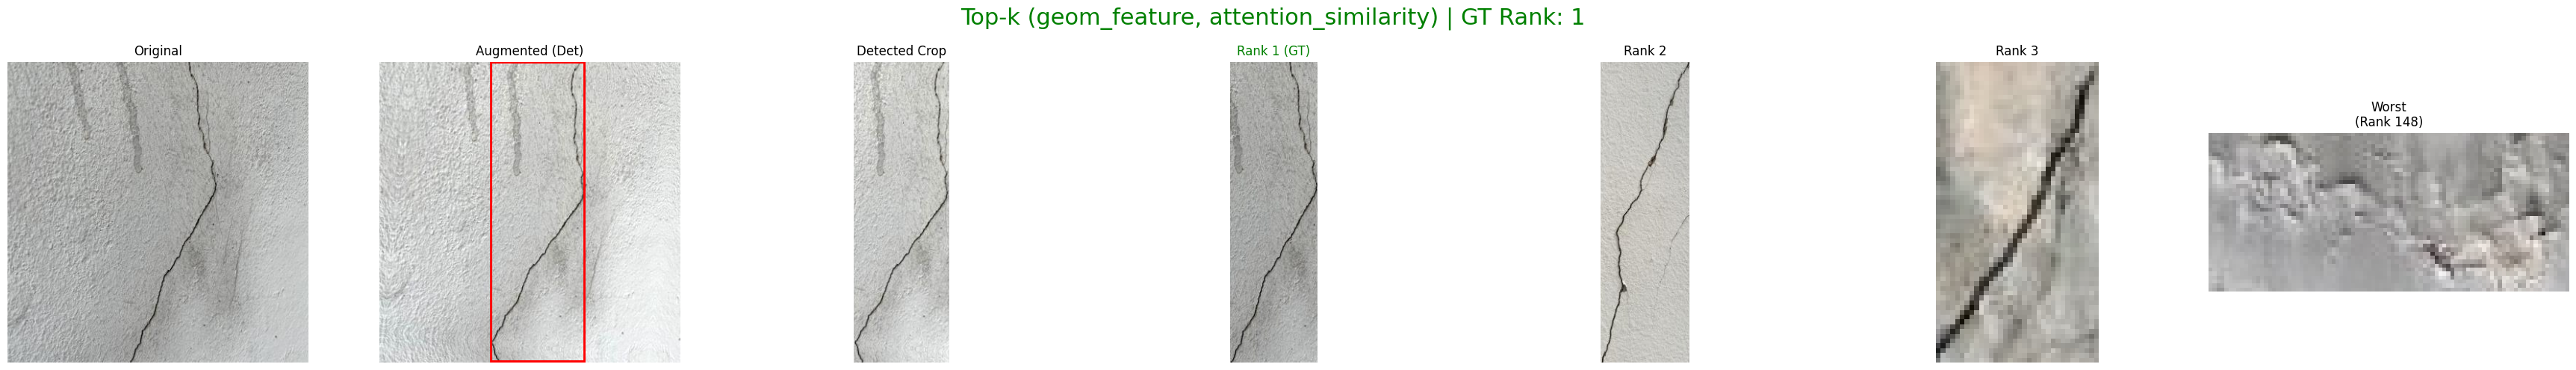 Top-k (geom_feature, attention_similarity) | GT Rank: 1
Original
Augmented (Det)
Detected Crop
Rank 1 (GT)
Rank 2
Rank 3
Worst
(Rank 148)